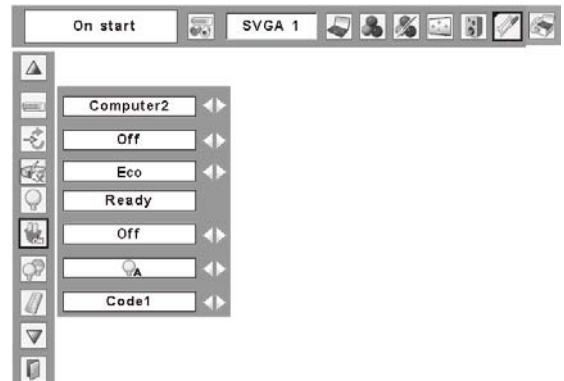 On start
SVGA 1
Computer2
Off
Eco
Ready
Off
A
Code1